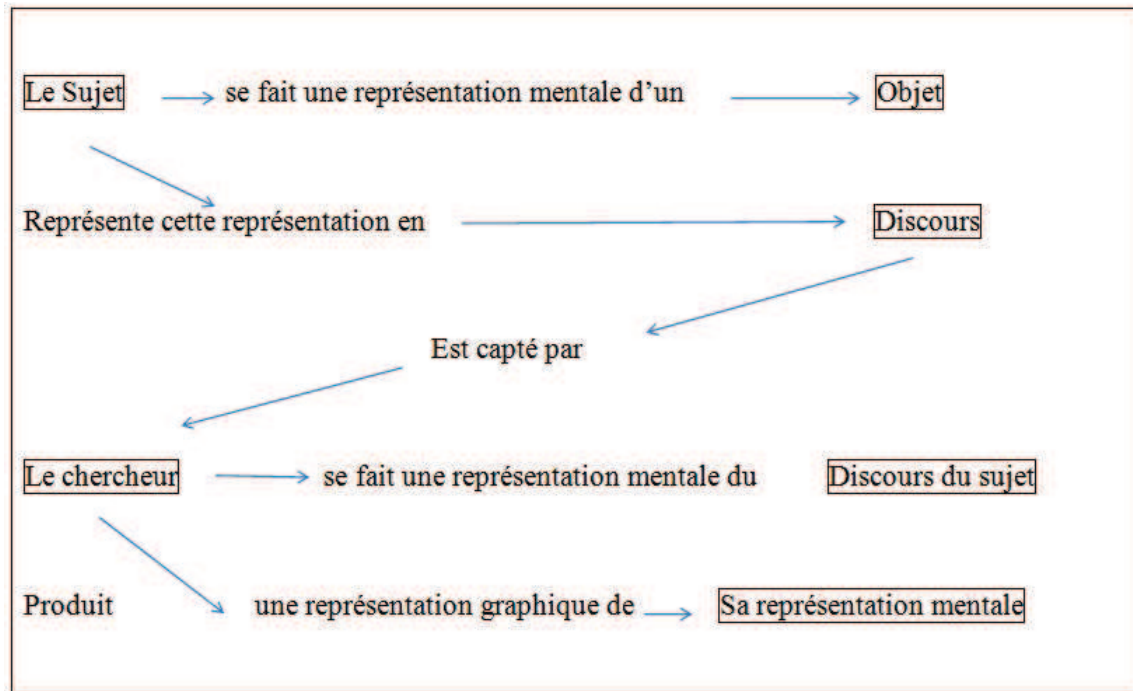 Le Sujet se fait une représentation mentale d’un Objet
Représente cette représentation en Discours
Est capté par
Le chercheur se fait une représentation mentale du Discours du sujet
Produit une représentation graphique de Sa représentation mentale